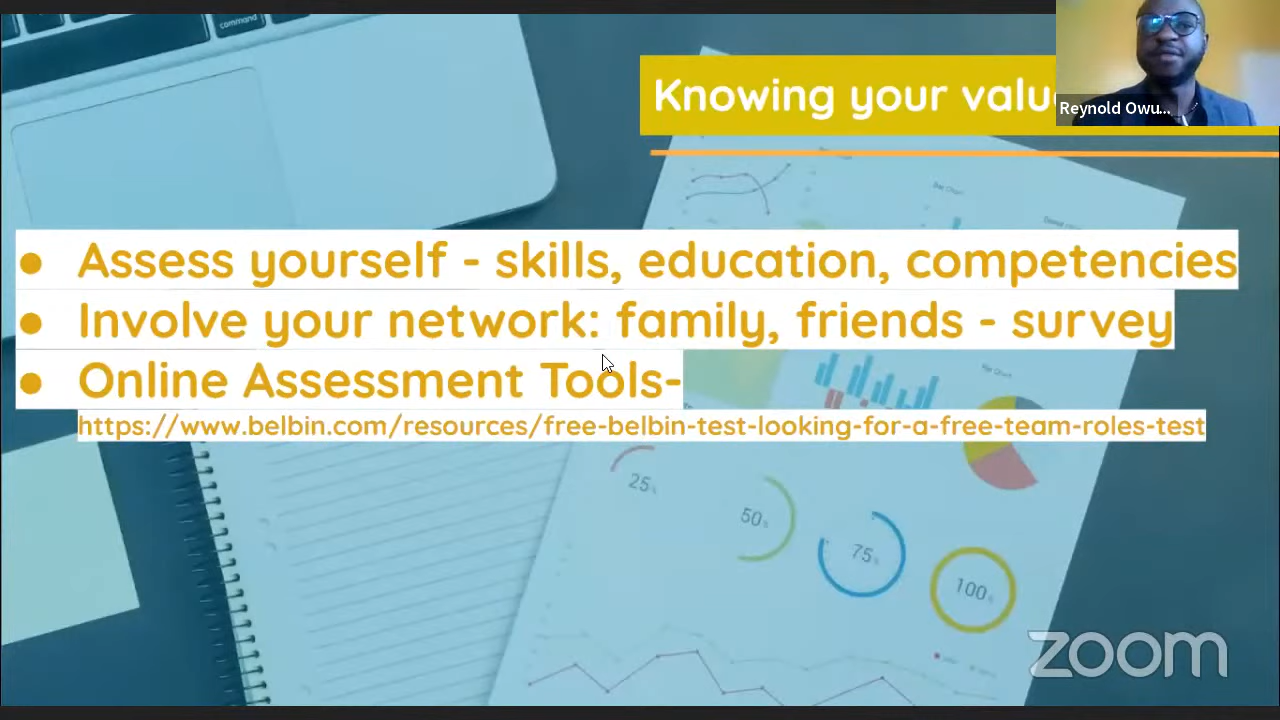 command
Knowing your valu
Reynold Owu...
● Assess yourself - skills, education, competencies
● Involve your network: family, friends - survey
● Online Assessment Tools-
https://www.belbin.com/resources/free-belbin-test-looking-for-a-free-team-roles-test
25%
50%
75%
100%
zoom